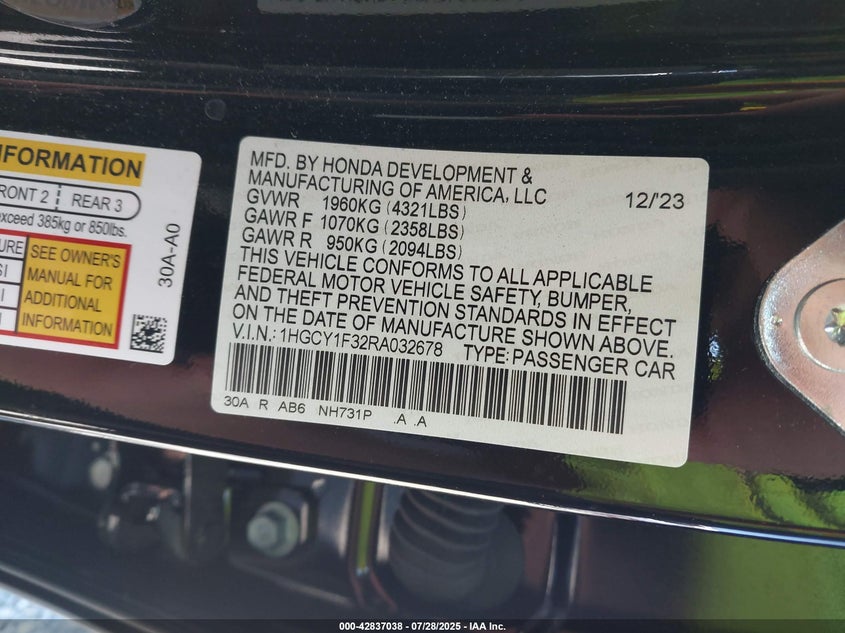 NFORMATION
FRONT 2 REAR 3
exceed 385kg or 850lbs.
SEE OWNER'S
MANUAL FOR
ADDITIONAL
INFORMATION
30A-A0
MFD. BY HONDA DEVELOPMENT &
MANUFACTURING OF AMERICA, LLC 12/'23
GVWR 1960KG (4321LBS)
GAWR F 1070KG (2358LBS)
GAWR R 950KG (2094LBS)
THIS VEHICLE CONFORMS TO ALL APPLICABLE
FEDERAL MOTOR VEHICLE SAFETY, BUMPER,
AND THEFT PREVENTION STANDARDS IN EFFECT
ON THE DATE OF MANUFACTURE SHOWN ABOVE.
V.I.N.: 1HGCY1F32RA032678 TYPE: PASSENGER CAR
30A R AB6 NH731P .A .A
000-42837038 | 07/28/2025 - IAA Inc.